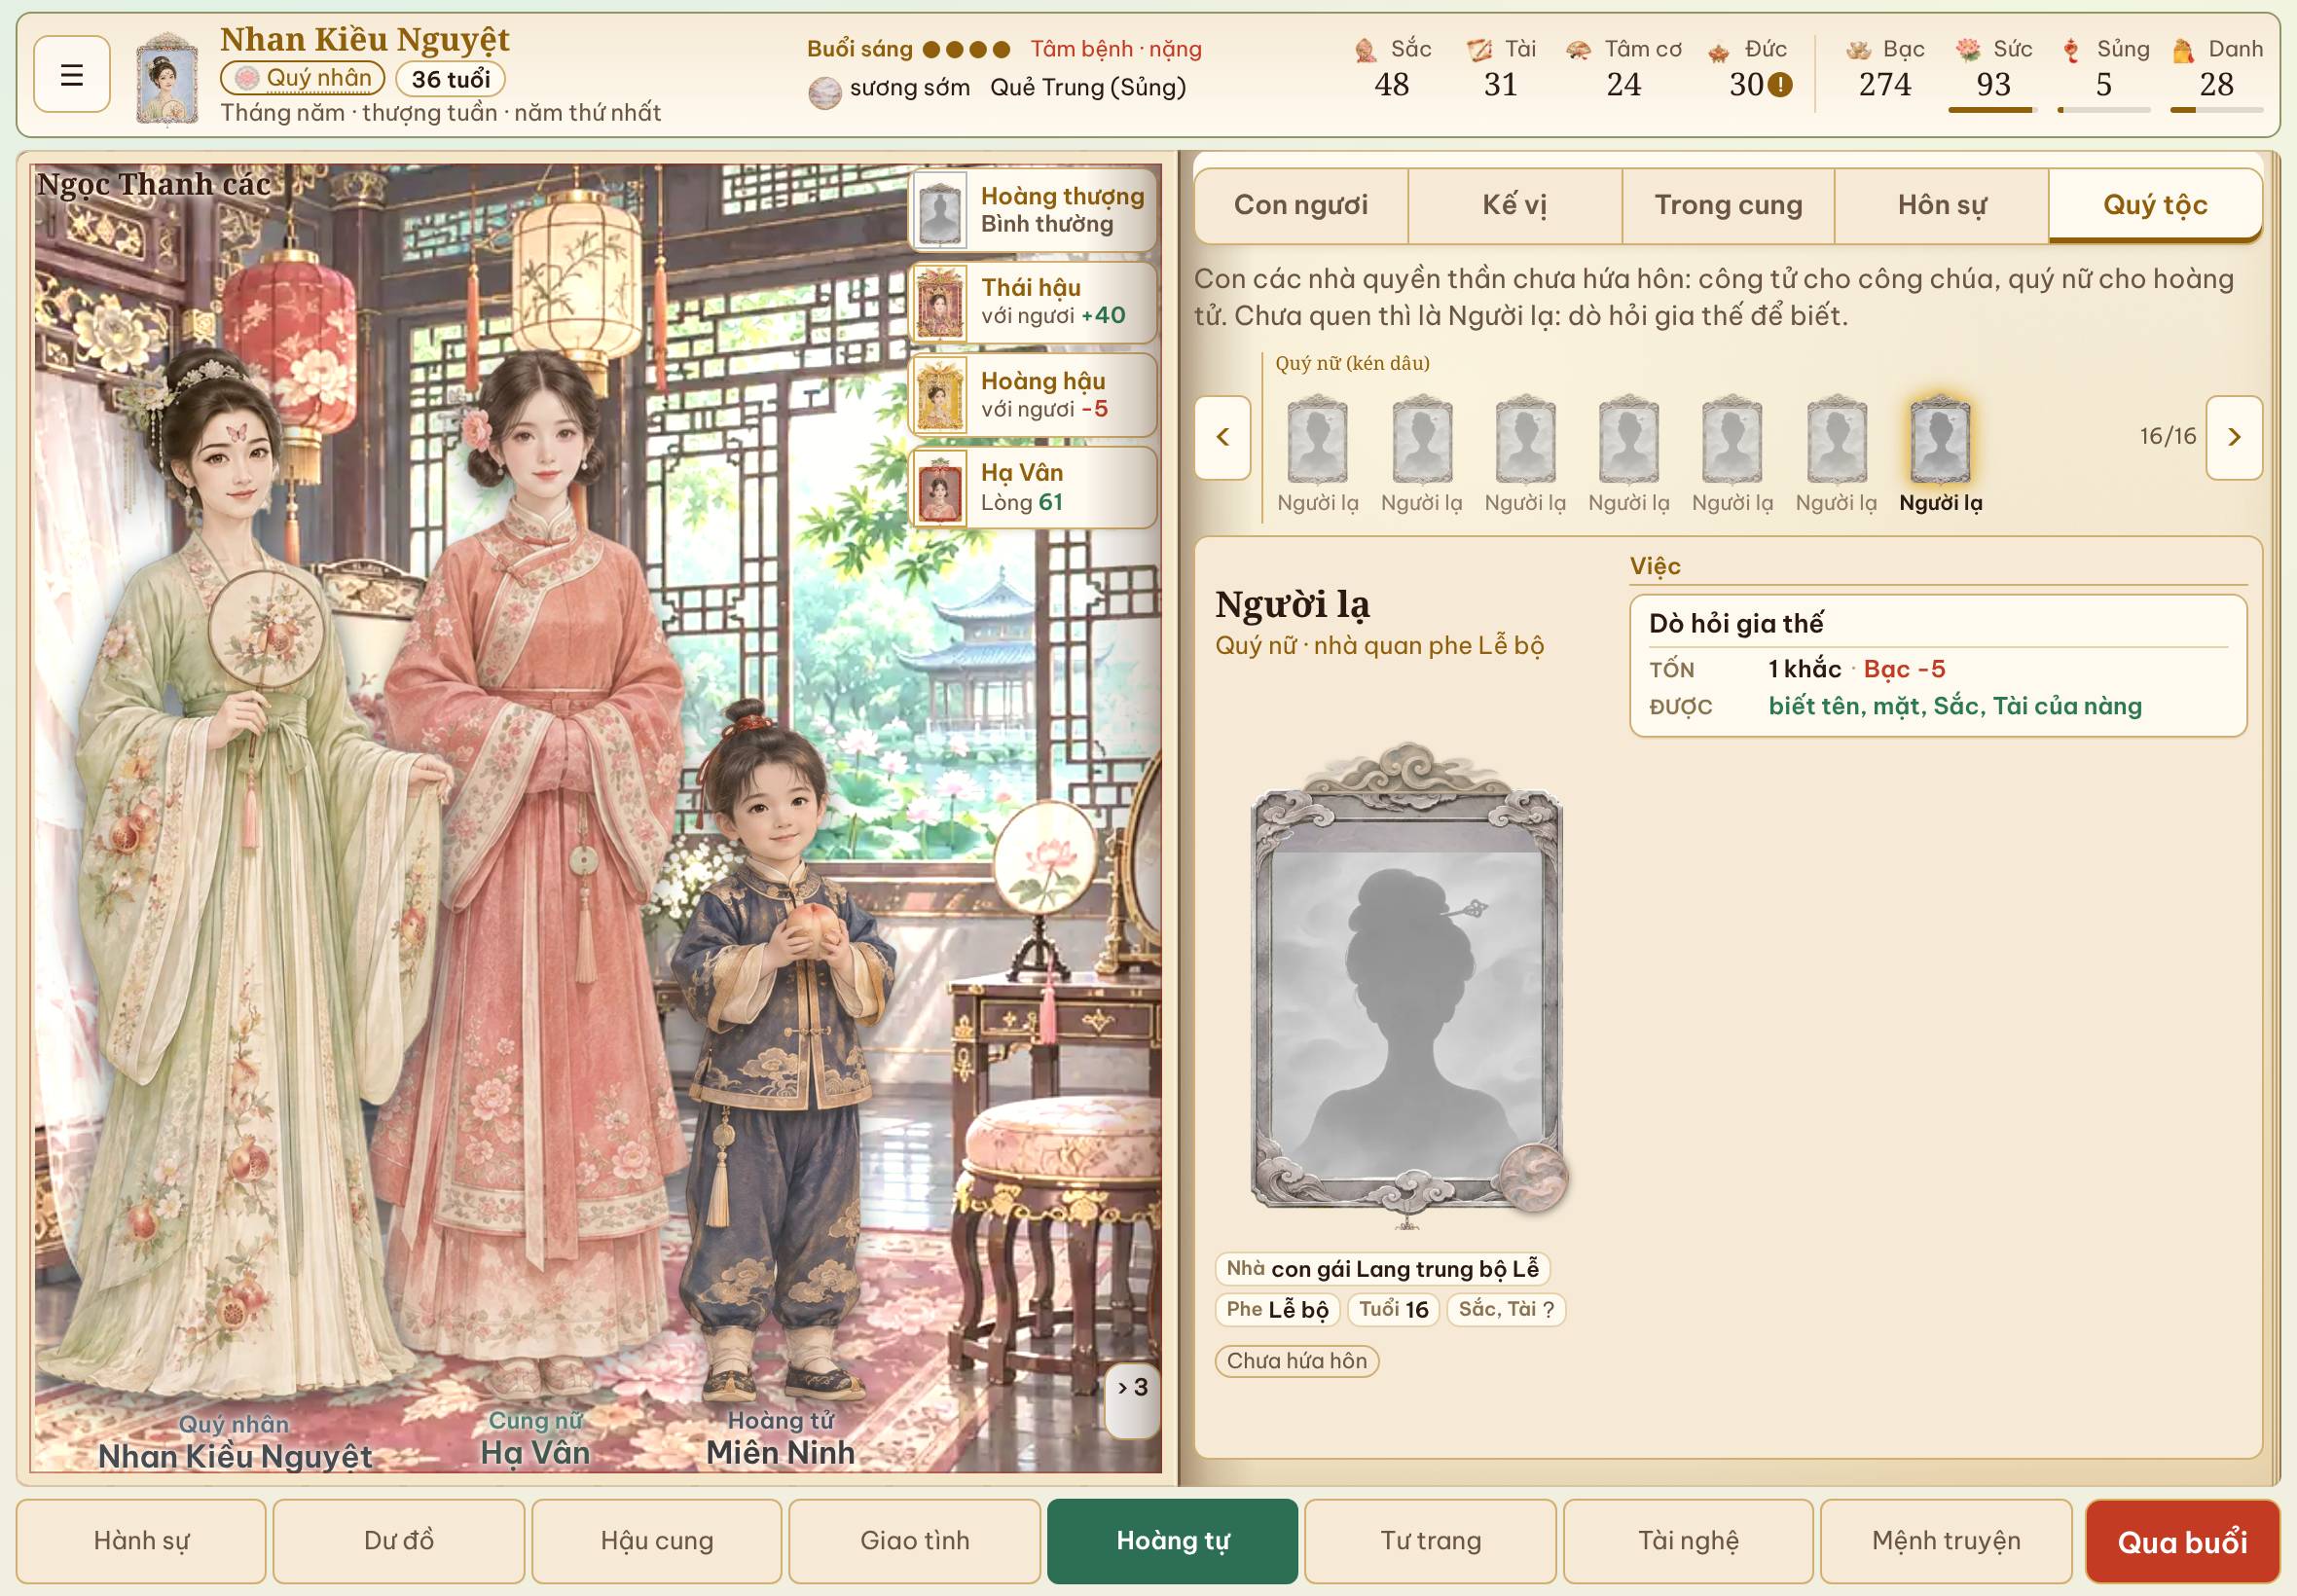 ☰
Nhan Kiều Nguyệt
Quý nhân
36 tuổi
Tháng năm · thượng tuần · năm thứ nhất
Buổi sáng
Tâm bệnh · nặng
sương sớm Quẻ Trung (Sủng)
Sắc Tài Tâm cơ Đức Bạc Sức Sủng Danh
48 31 24 30! 274 93 5 28
Ngọc Thanh các
Hoàng thượng
Bình thường
Thái hậu
với ngươi +40
Hoàng hậu
với ngươi -5
Hạ Vân
Lòng 61
› 3
Quý nhân
Nhan Kiều Nguyệt
Cung nữ
Hạ Vân
Hoàng tử
Miên Ninh
Con ngươi
Kế vị
Trong cung
Hôn sự
Quý tộc
Con các nhà quyền thần chưa hứa hôn: công tử cho công chúa, quý nữ cho hoàng
tử. Chưa quen thì là Người lạ: dò hỏi gia thế để biết.
Quý nữ (kén dâu)
‹
Người lạ
Người lạ
Người lạ
Người lạ
Người lạ
Người lạ
Người lạ
16/16
›
Người lạ
Quý nữ · nhà quan phe Lễ bộ
Nhà con gái Lang trung bộ Lễ
Phe Lễ bộ
Tuổi 16
Sắc, Tài ?
Chưa hứa hôn
Việc
Dò hỏi gia thế
TỐN 1 khắc · Bạc -5
ĐƯỢC biết tên, mặt, Sắc, Tài của nàng
Hành sự
Dư đồ
Hậu cung
Giao tình
Hoàng tự
Tư trang
Tài nghệ
Mệnh truyện
Qua buổi